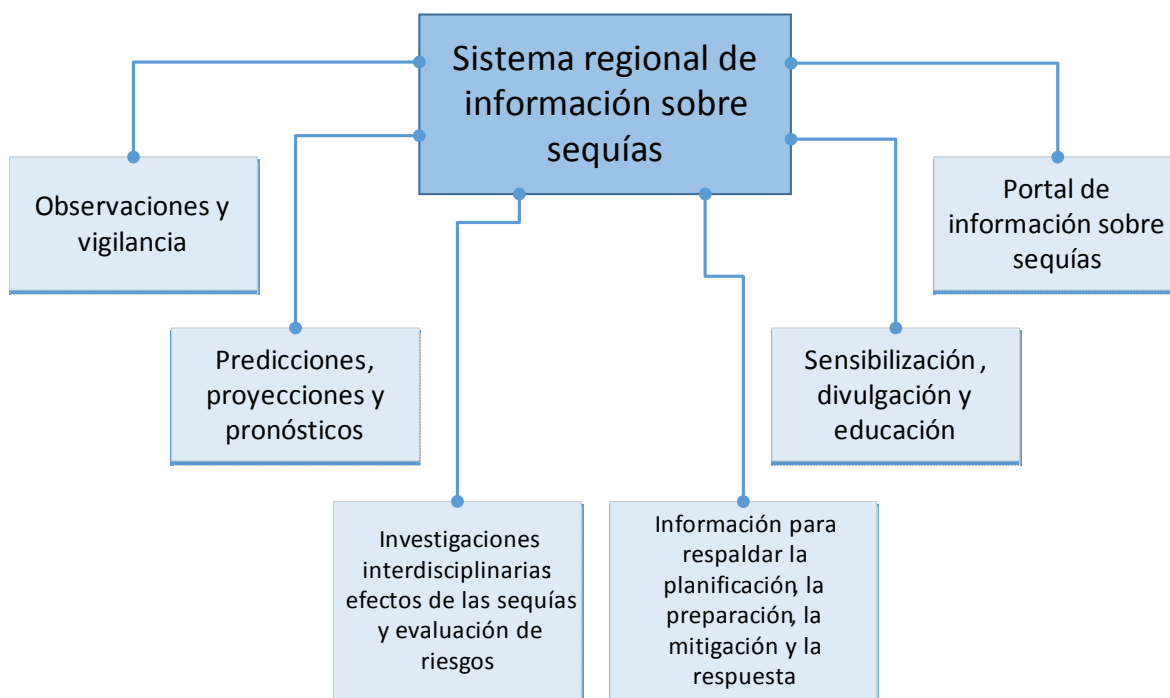 Sistema regional de
información sobre
sequías
Observaciones y
vigilancia
Portal de
información sobre
sequías
Predicciones,
proyecciones y
pronósticos
Sensibilización,
divulgación y
educación
Investigaciones
interdisciplinarias
efectos de las sequías
y evaluación de
riesgos
Información para
respaldar la
planificación, la
preparación, la
mitigación y la
respuesta